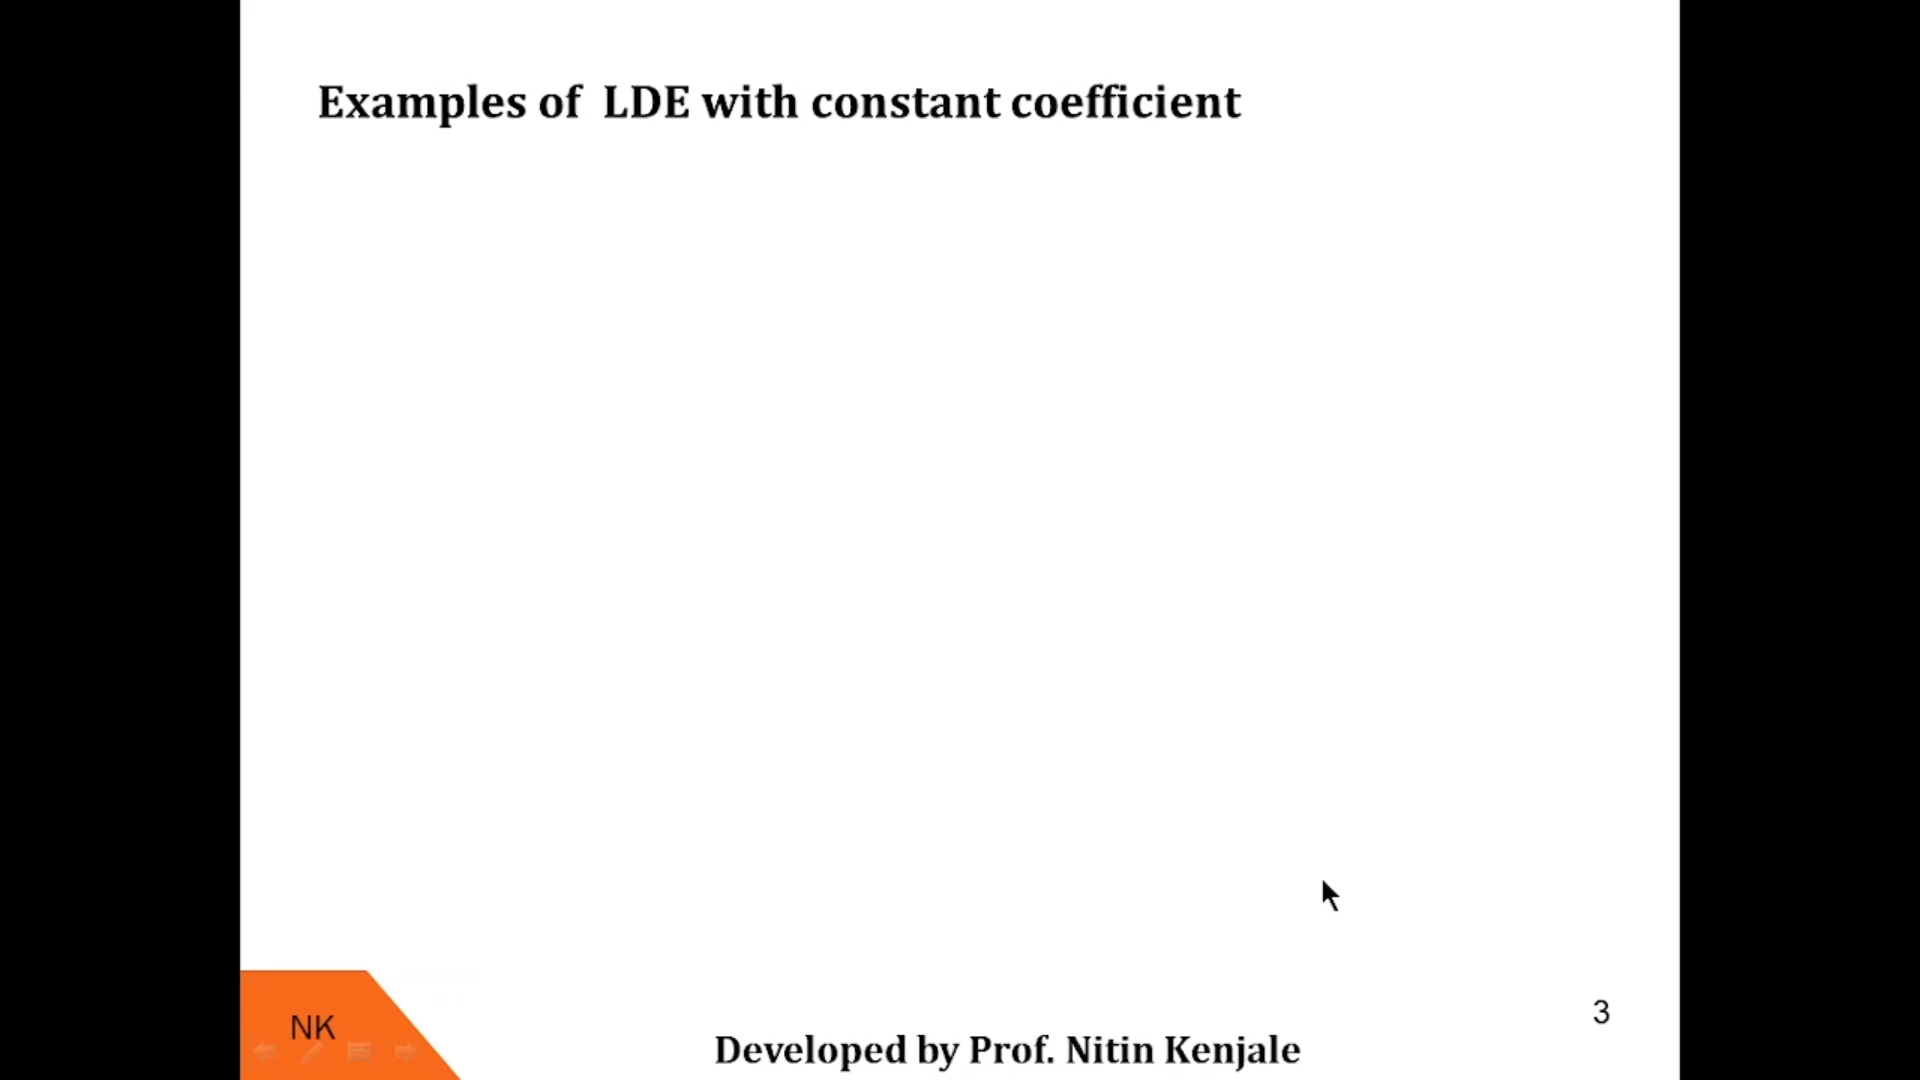 Examples of LDE with constant coefficient
NK
3
Developed by Prof. Nitin Kenjale